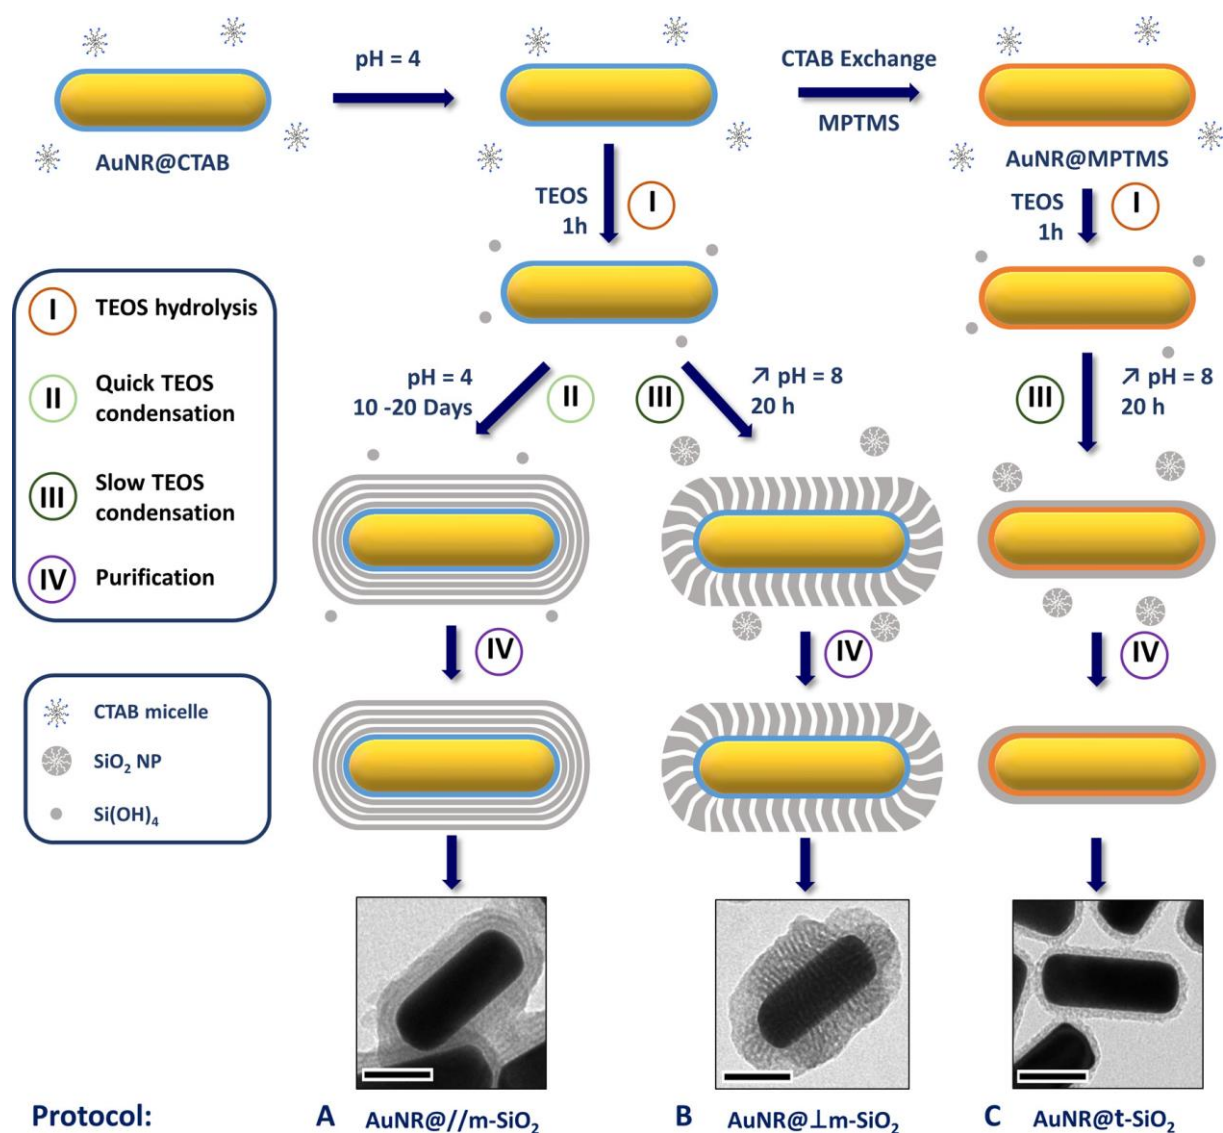 pH = 4
CTAB Exchange
MPTMS
AuNR@CTAB
AuNR@MPTMS
TEOS
1h
I
TEOS
1h
I
I
TEOS hydrolysis
II
Quick TEOS
condensation
III
Slow TEOS
condensation
IV
Purification
pH = 4
10 -20 Days
II
III
↗ pH = 8
20 h
III
↗ pH = 8
20 h
IV
IV
IV
CTAB micelle
SiO₂ NP
Si(OH)₄
Protocol:
A
AuNR@//m-SiO₂
B
AuNR@⊥m-SiO₂
C
AuNR@t-SiO₂